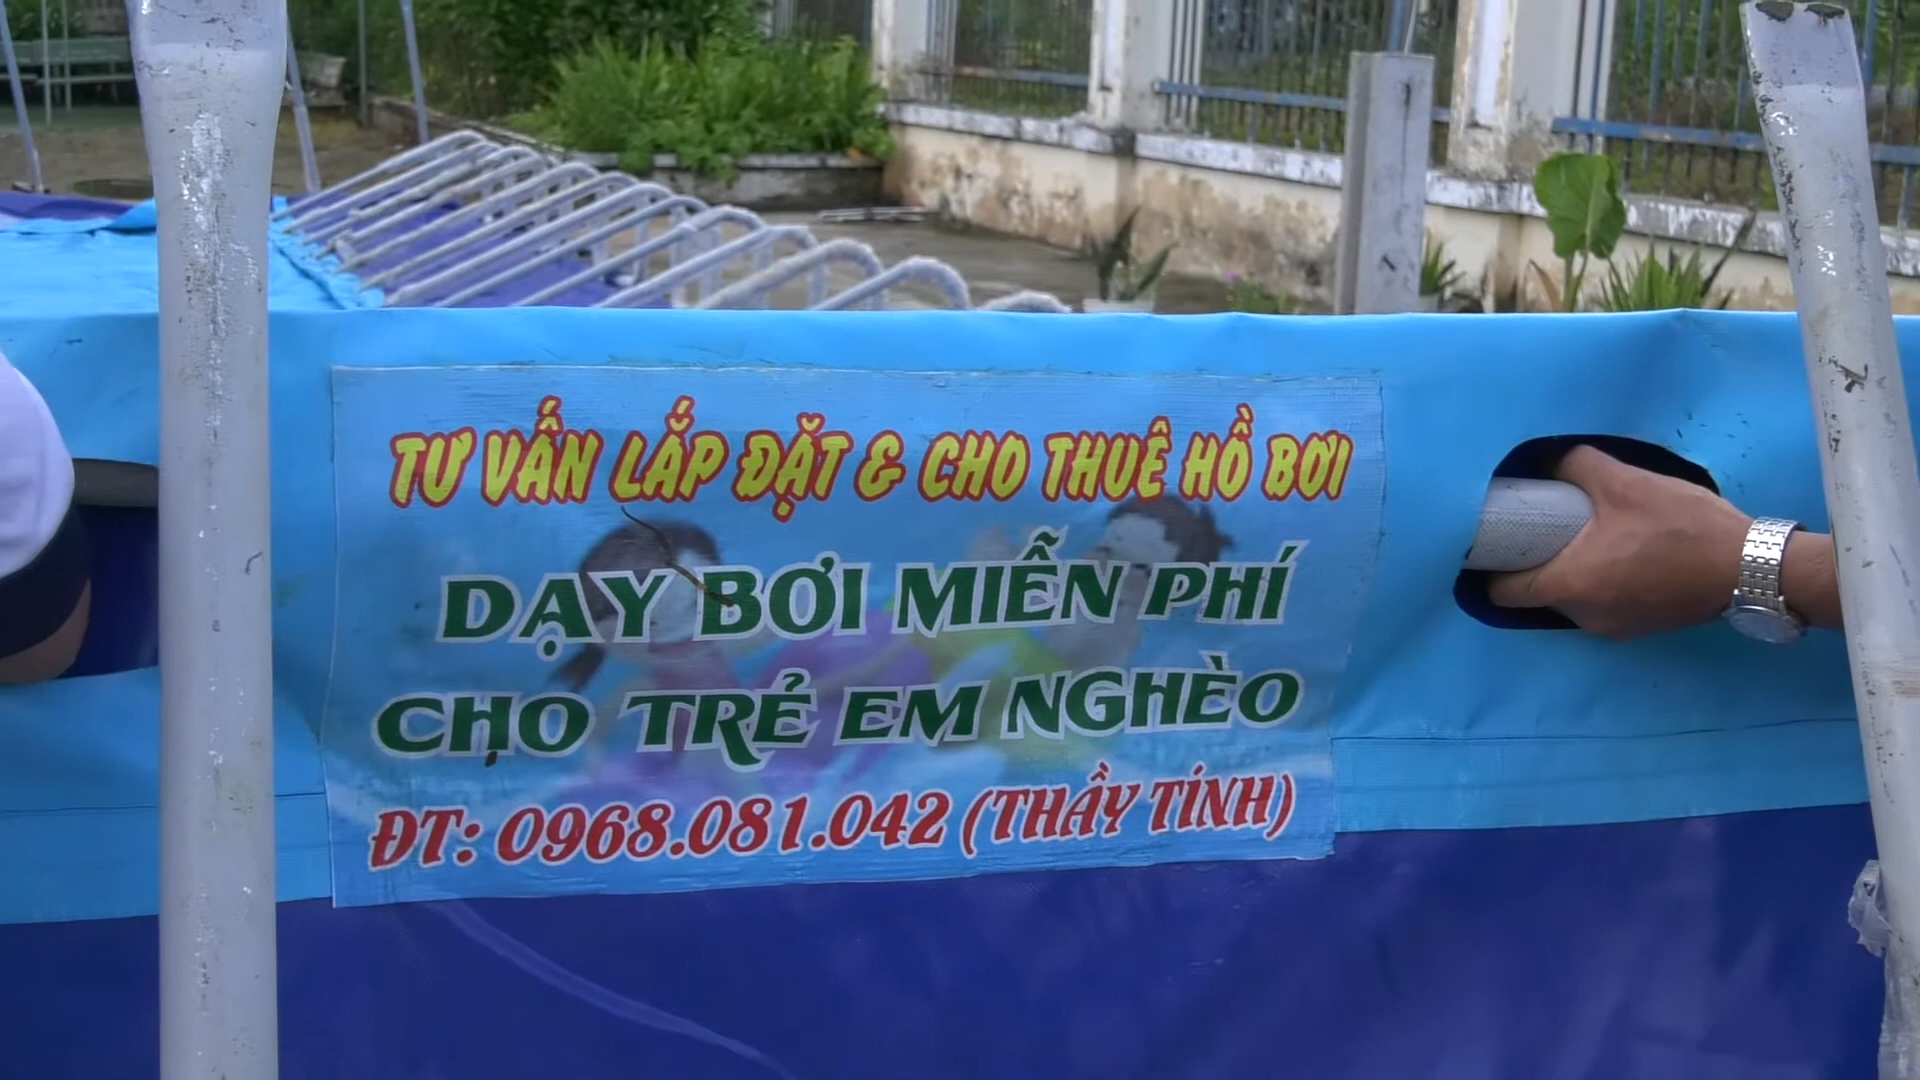 TƯ VẤN LẮP ĐẶT & CHO THUÊ HỒ BƠI
DẠY BƠI MIỄN PHÍ
CHO TRẺ EM NGHÈO
ĐT: 0968.081.042 (THẦY TÍNH)